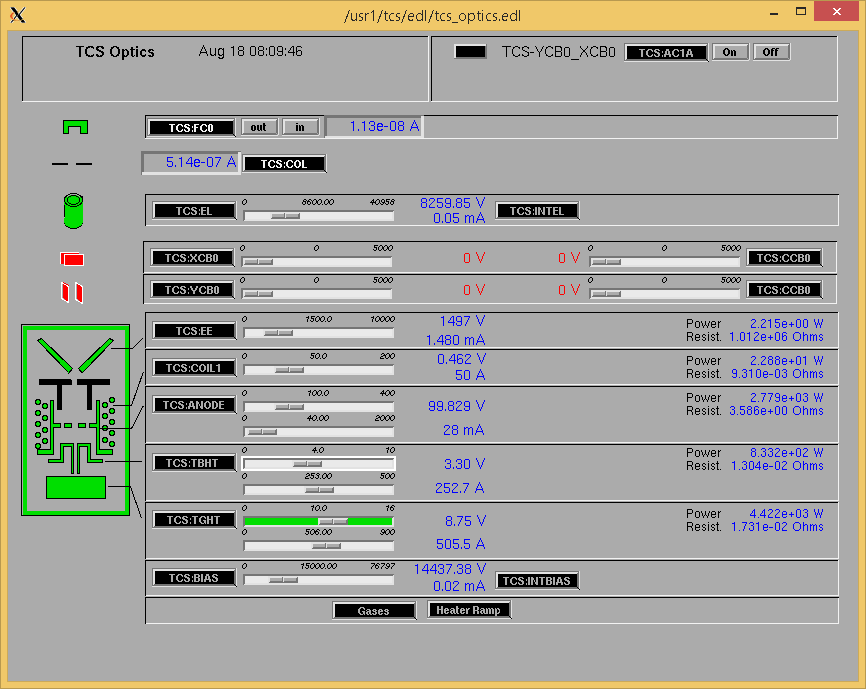 /usr1/tcs/edl/tcs_optics.edl
TCS Optics Aug 18 08:09:46 TCS-YCB0_XCB0 TCS:AC1A On Off
TCS:FC0 out in 1.13e-08 A
5.14e-07 A TCS:COL
0 8600.00 40958
TCS:EL 8259.85 V TCS:INTEL
0.05 mA
0 0 5000 0 0 5000
TCS:XCB0 0 V 0 V TCS:CCB0
0 0 5000 0 0 5000
TCS:YCB0 0 V 0 V TCS:CCB0
0 1500.0 10000
TCS:EE 1497 V Power 2.215e+00 W
1.480 mA Resist. 1.012e+06 Ohms
0 50.0 200
TCS:COIL1 0.462 V Power 2.288e+01 W
50 A Resist. 9.310e-03 Ohms
0 100.0 400
TCS:ANODE 99.829 V Power 2.779e+03 W
Resist. 3.586e+00 Ohms
0 40.00 2000
28 mA
0 4.0 10
TCS:TBHT 3.30 V Power 8.332e+02 W
Resist. 1.304e-02 Ohms
0 253.00 500
252.7 A
0 10.0 16
TCS:TGHT 8.75 V Power 4.422e+03 W
Resist. 1.731e-02 Ohms
0 506.00 900
505.5 A
0 15000.00 76797
TCS:BIAS 14437.38 V TCS:INTBIAS
0.02 mA
Gases Heater Ramp